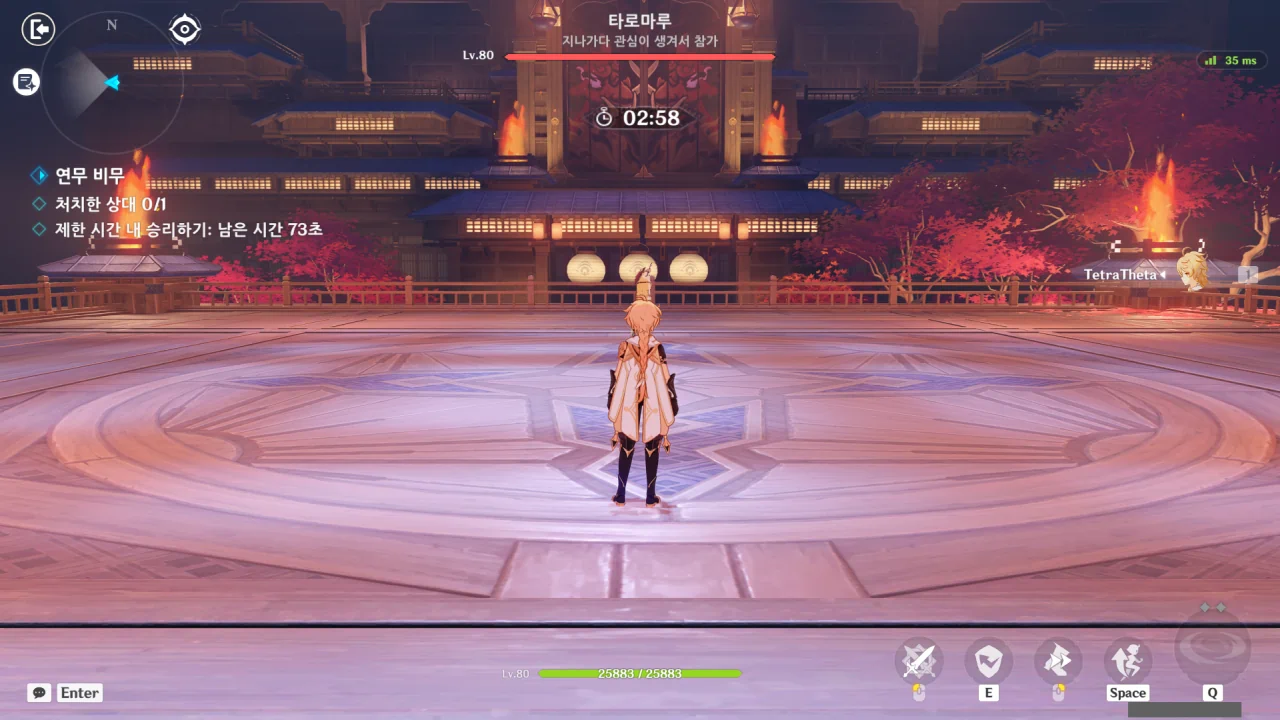 N
타로마루
지나가다 관심이 생겨서 참가
Lv.80
35 ms
02:58
연무 비무
처치한 상대 0/1
제한 시간 내 승리하기: 남은 시간 73초
TetraTheta
1
Lv.80
25883 / 25883
Enter
E
Space
Q